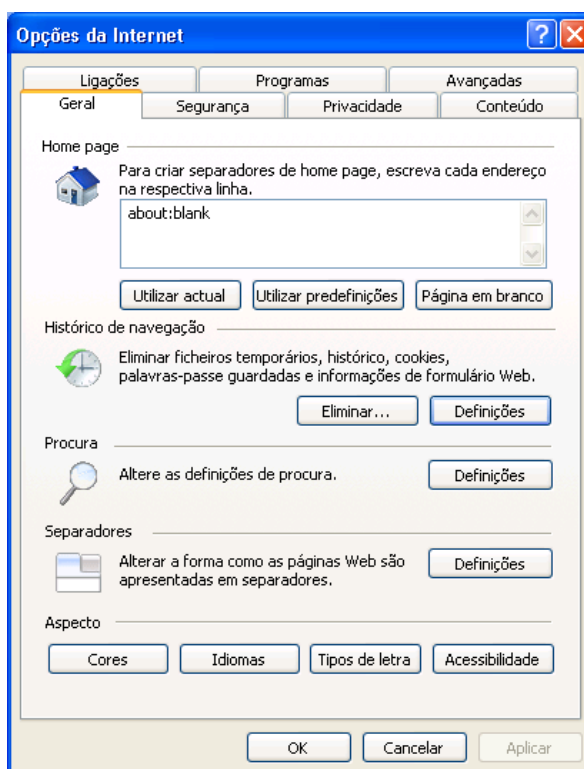 Opções da Internet
Ligações Programas Avançadas
Geral Segurança Privacidade Conteúdo
Home page
Para criar separadores de home page, escreva cada endereço
na respectiva linha.
about:blank
Utilizar actual Utilizar predefinições Página em branco
Histórico de navegação
Eliminar ficheiros temporários, histórico, cookies,
palavras-passe guardadas e informações de formulário Web.
Eliminar... Definições
Procura
Altere as definições de procura.
Definições
Separadores
Alterar a forma como as páginas Web são
apresentadas em separadores.
Definições
Aspecto
Cores Idiomas Tipos de letra Acessibilidade
OK Cancelar Aplicar